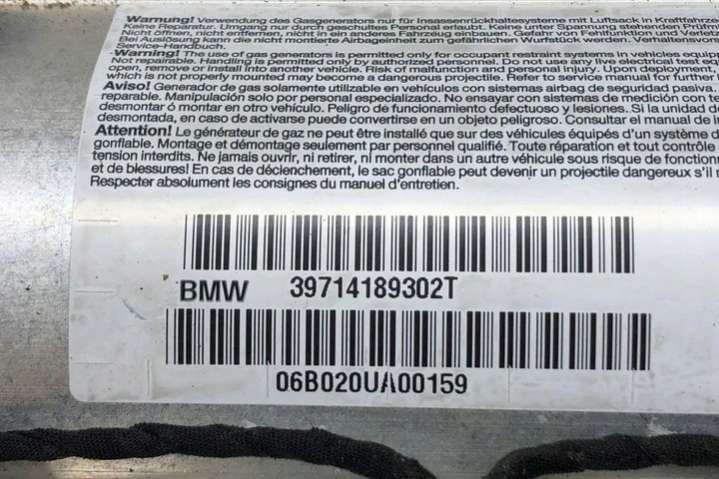 Warnung! Verwendung des Gasgenerators nur für Insassenrückhaltesysteme mit Luftsack in Kraftfahrze
Keine Reparatur. Umgang nur durch geschultes Personal erlaubt. Keine unter Spannung stehenden Prüfge
Nicht öffnen, nicht entfernen, nicht in ein anderes Fahrzeug einbauen. Gefahr von Fehlfunktion und Verletz
Bei Auslösung kann die nicht montierte Airbageinheit zum gefährlichen Wurfstück werden. Verhaltensvors
Service-Handbuch.
Warning! The use of gas generators is permitted only for occupant restraint systems in vehicles equipp
Not repairable. Handling is permitted only by authorized personnel. Do not use any live electrical test equ
remove or install into another vehicle. Risk of malfunction and personal injury. Upon deployment,
which is not properly mounted may become a dangerous projectile. Refer to service manual for further
Aviso! Generador de gas solamente utilizable en vehículos con sistemas airbag de seguridad pasiva.
reparable. Manipulación solo por personal especializado. No ensayar con sistemas de medición con t
desmontar ó montar en otro vehículo. Peligro de funcionamiento defectuoso y lesiones. Si la unidad d
desmontada, en caso de activarse puede convertirse en un objeto peligroso. Consultar el manual de in
Attention! Le générateur de gaz ne peut être installé que sur des véhicules équipés d'un système d
gonflable. Montage et démontage seulement par personnel qualifié. Toute réparation et tout contrôle
tension interdits. Ne jamais ouvrir, ni retirer, ni monter dans un autre véhicule sous risque de fonction
et de blessures! En cas de déclenchement, le sac gonflable peut devenir un projectile dangereux s'il
Respecter absolument les consignes du manuel d'entretien.
BMW 39714189302T
06B020UA00159